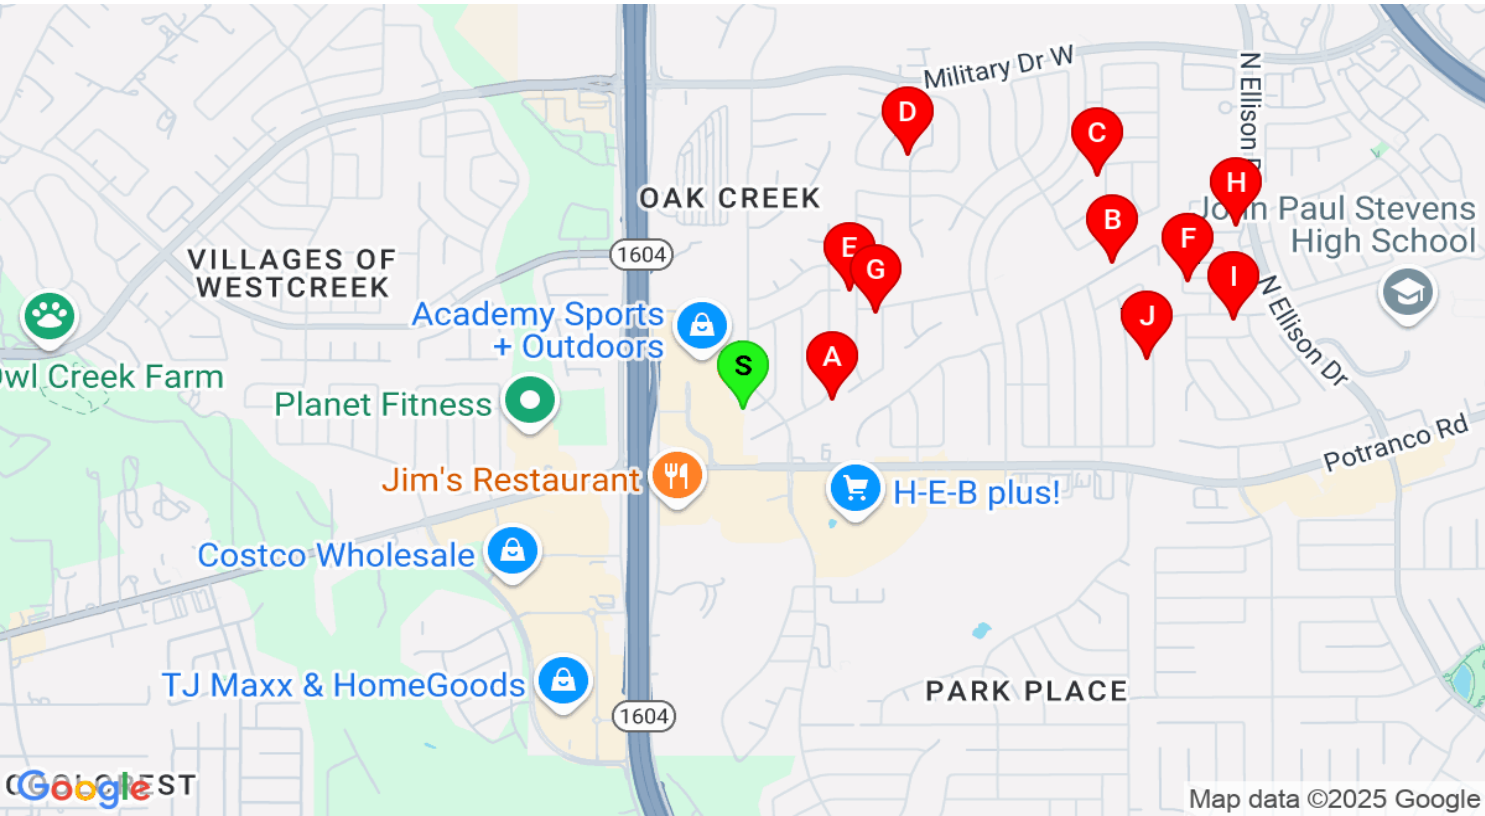 Military Dr W
N Ellison
D
C
OAK CREEK
H
John Paul Stevens
High School
B
F
E
G
I
1604
VILLAGES OF
WESTCREEK
N Ellison Dr
Academy Sports
+ Outdoors
J
S
A
Owl Creek Farm
Planet Fitness
Potranco Rd
Jim's Restaurant
H-E-B plus!
Costco Wholesale
TJ Maxx & HomeGoods
PARK PLACE
1604
Google
Map data ©2025 Google